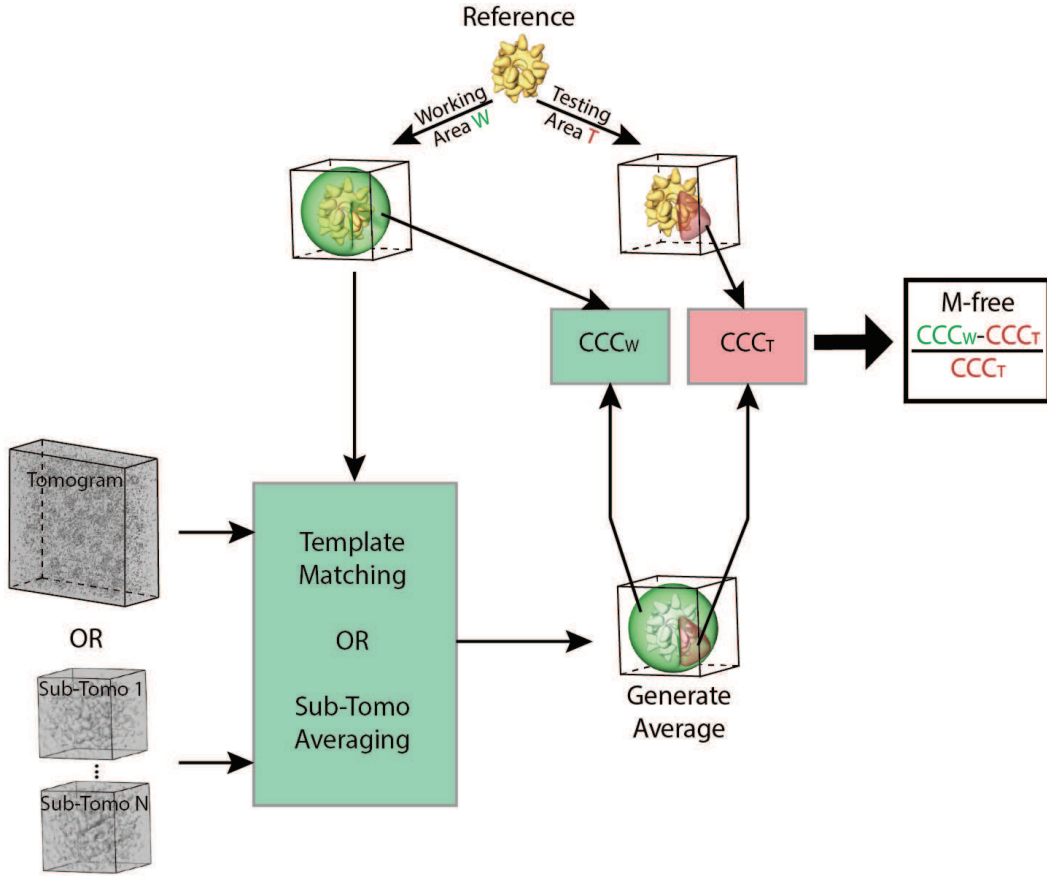 Reference
Working
Area W
Testing
Area T
CCCW
CCCT
M-free
CCCW-CCCT
CCCT
Tomogram
OR
Sub-Tomo 1
Sub-Tomo N
Template
Matching
OR
Sub-Tomo
Averaging
Generate
Average